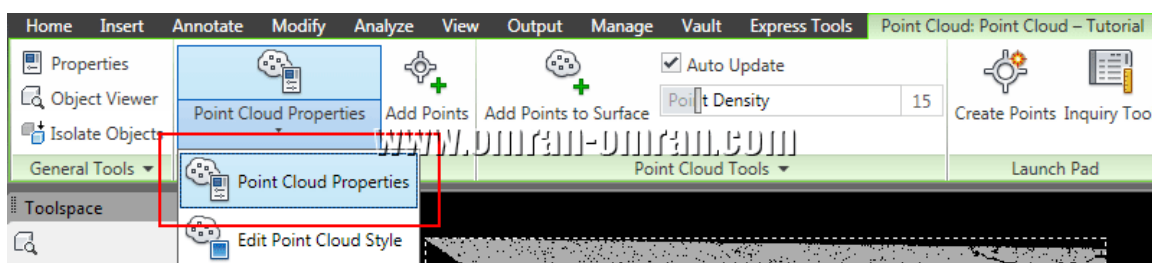 Home Insert Annotate Modify Analyze View Output Manage Vault Express Tools Point Cloud: Point Cloud – Tutorial
Properties
Object Viewer
Isolate Objects
General Tools
Point Cloud Properties
Add Points
Add Points to Surface
Auto Update
Point Density 15
Point Cloud Tools
Create Points
Inquiry Too
Launch Pad
www.omran-omran.com
Point Cloud Properties
Edit Point Cloud Style
Toolspace